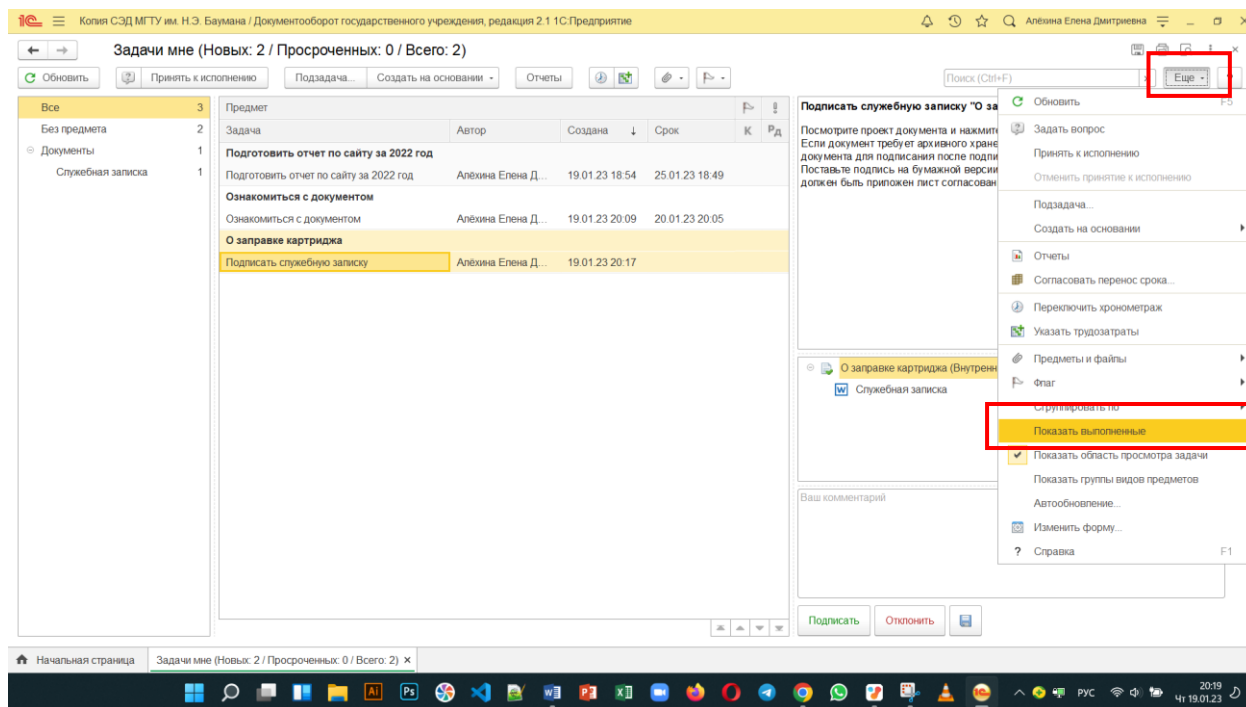 1С Копия СЭД МГТУ им. Н.Э. Баумана / Документооборот государственного учреждения, редакция 2.1 1С:Предприятие Алёхина Елена Дмитриевна
Задачи мне (Новых: 2 / Просроченных: 0 / Всего: 2)
Обновить Принять к исполнению Подзадача... Создать на основании Отчеты Поиск (Ctrl+F) × Еще ?
Все 3
Без предмета 2
Документы 1
Служебная записка 1
Предмет
Задача Автор Создана ↓ Срок К Рд
Подготовить отчет по сайту за 2022 год
Подготовить отчет по сайту за 2022 год Алёхина Елена Д... 19.01.23 18:54 25.01.23 18:49
Ознакомиться с документом
Ознакомиться с документом Алёхина Елена Д... 19.01.23 20:09 20.01.23 20:05
О заправке картриджа
Подписать служебную записку Алёхина Елена Д... 19.01.23 20:17
Подписать служебную записку "О за
Посмотрите проект документа и нажмите
Если документ требует архивного хране
документа для подписания после подпи
Поставьте подпись на бумажной версии
должен быть приложен лист согласован
О заправке картриджа (Внутренн
W Служебная записка
Ваш комментарий
Подписать Отклонить
Обновить F5
Задать вопрос
Принять к исполнению
Отменить принятие к исполнению
Подзадача...
Создать на основании
Отчеты
Согласовать перенос срока...
Переключить хронометраж
Указать трудозатраты
Предметы и файлы
Флаг
Сгруппировать по
Показать выполненные
Показать область просмотра задачи
Показать группы видов предметов
Автообновление...
Изменить форму...
? Справка F1
Начальная страница Задачи мне (Новых: 2 / Просроченных: 0 / Всего: 2) ×
Ai Ps РУС 20:19
Чт 19.01.23